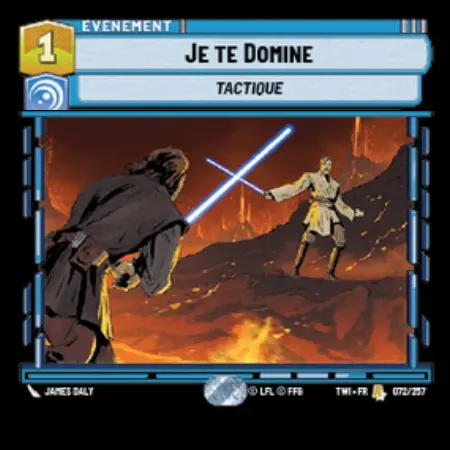 EVENEMENT
1
JE TE DOMINE
TACTIQUE
JAMES DALY
© LFL © FFG
TWI • FR
072/257